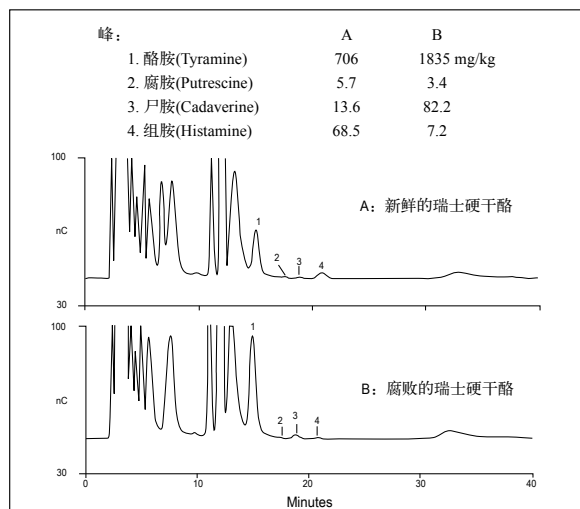 峰： A B
1. 酪胺(Tyramine) 706 1835 mg/kg
2. 腐胺(Putrescine) 5.7 3.4
3. 尸胺(Cadaverine) 13.6 82.2
4. 组胺(Histamine) 68.5 7.2
100
nC
30
1
2
3
4
A：新鲜的瑞士硬干酪
100
nC
30
1
2
3
4
B：腐败的瑞士硬干酪
0 10 20 30 40
Minutes